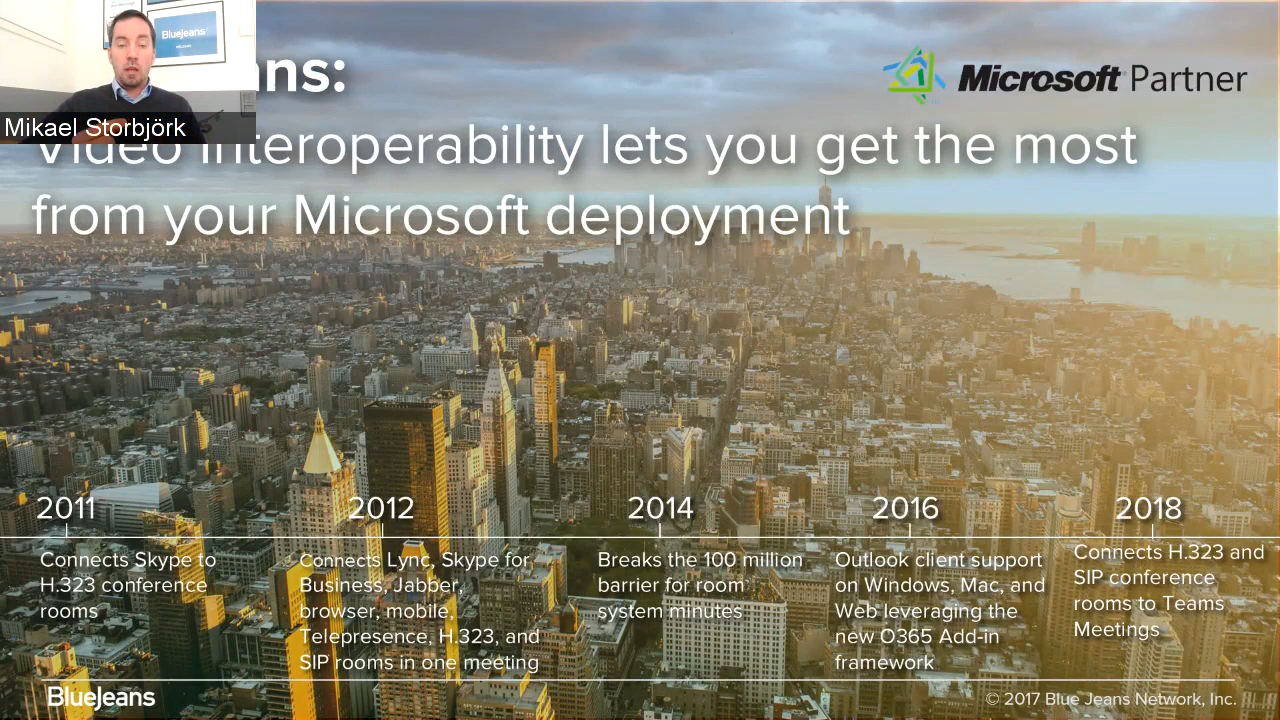 BlueJeans
Mikael Storbjörk
ans:
Microsoft Partner
Video interoperability lets you get the most
from your Microsoft deployment
2011
Connects Skype to
H.323 conference
rooms
2012
Connects Lync, Skype for
Business, Jabber,
browser, mobile,
Telepresence, H.323, and
SIP rooms in one meeting
2014
Breaks the 100 million
barrier for room
system minutes
2016
Outlook client support
on Windows, Mac, and
Web leveraging the
new O365 Add-in
framework
2018
Connects H.323 and
SIP conference
rooms to Teams
Meetings
BlueJeans
© 2017 Blue Jeans Network, Inc.